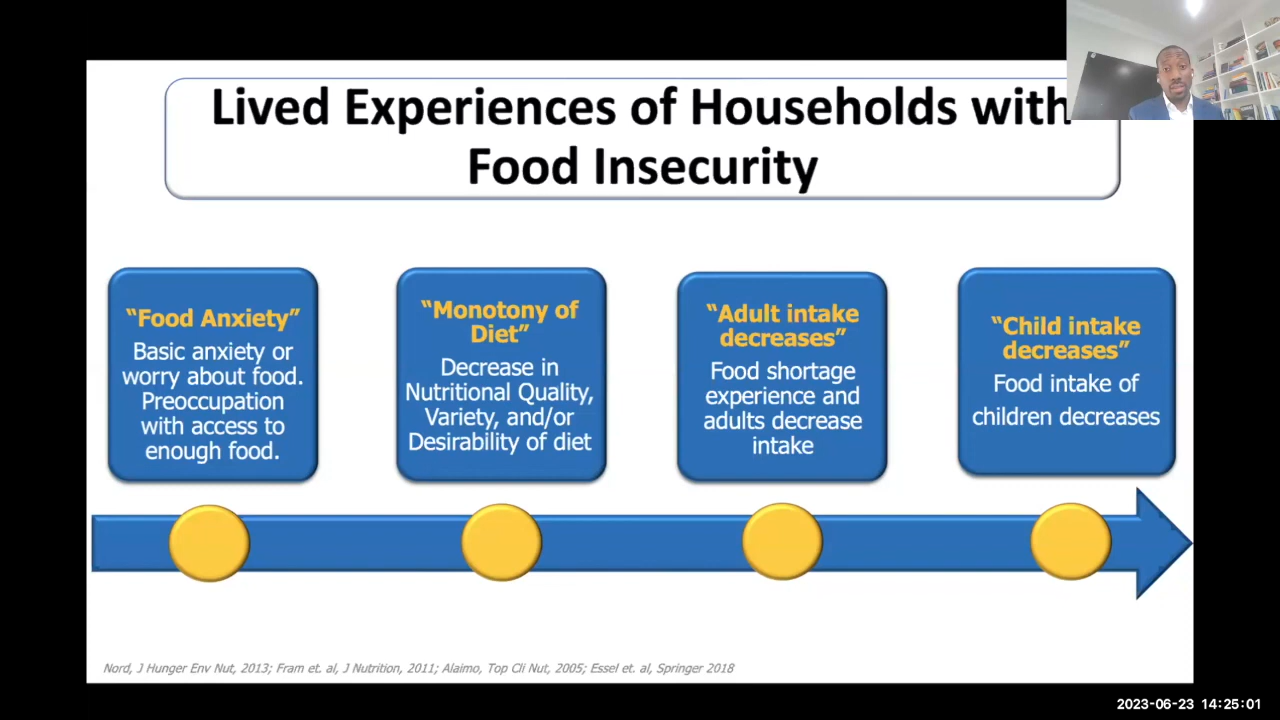 Lived Experiences of Households with
Food Insecurity
“Food Anxiety”
Basic anxiety or
worry about food.
Preoccupation
with access to
enough food.
“Monotony of
Diet”
Decrease in
Nutritional Quality,
Variety, and/or
Desirability of diet
“Adult intake
decreases”
Food shortage
experience and
adults decrease
intake
“Child intake
decreases”
Food intake of
children decreases
Nord, J Hunger Env Nut, 2013; Fram et. al, J Nutrition, 2011; Alaimo, Top Cli Nut, 2005; Essel et. al, Springer 2018
2023-06-23 14:25:01